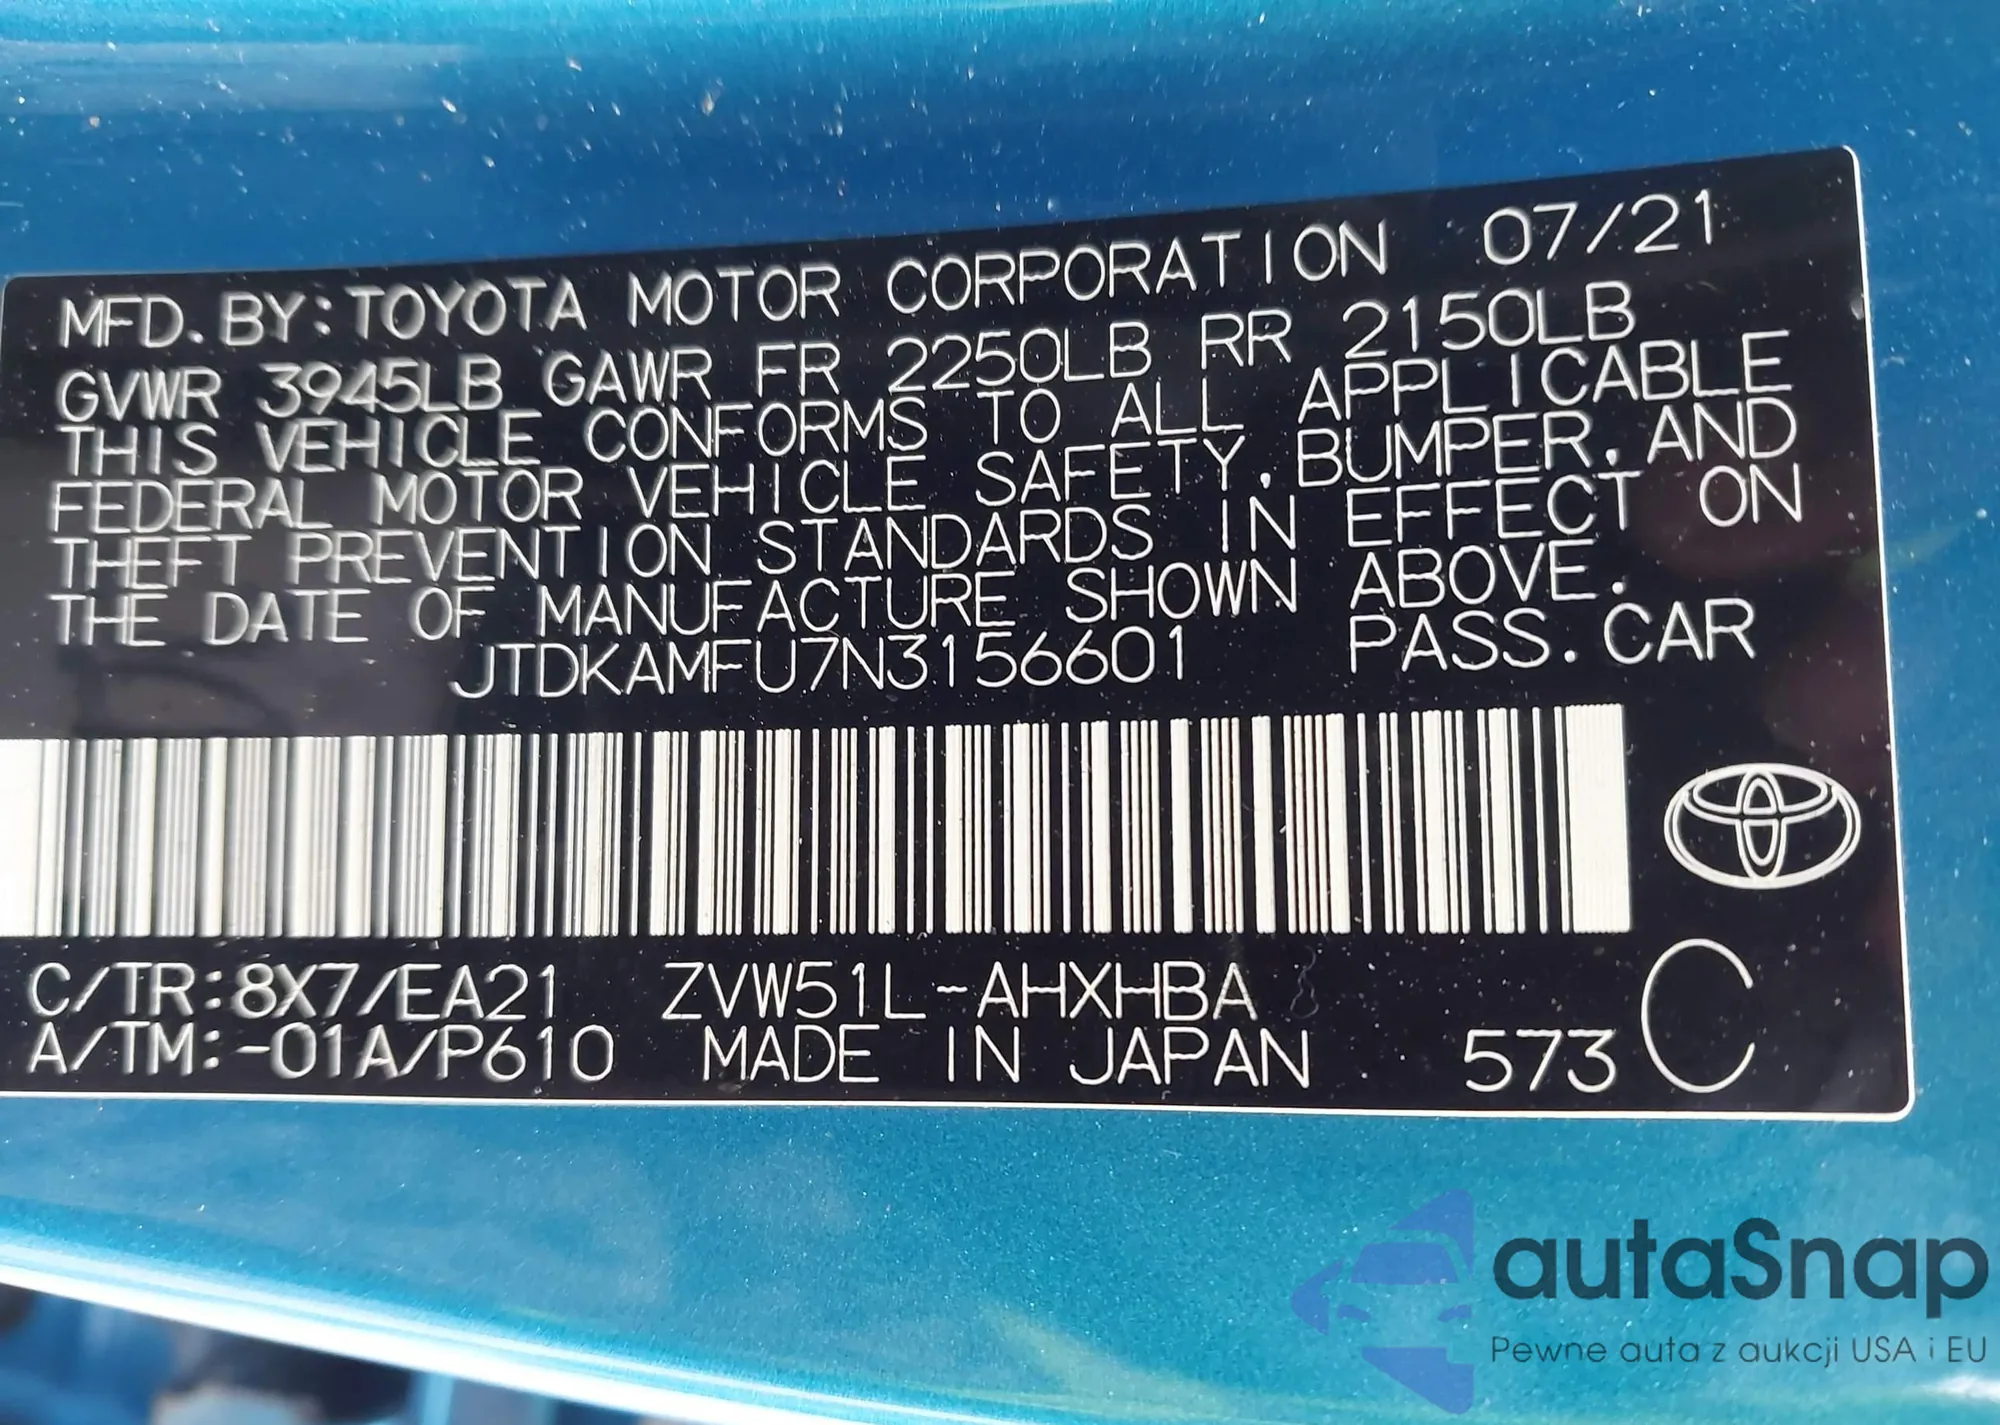 MFD. BY: TOYOTA MOTOR CORPORATION 07/21
GVWR 3945LB GAWR FR 2250LB RR 2150LB
THIS VEHICLE CONFORMS TO ALL APPLICABLE
FEDERAL MOTOR VEHICLE SAFETY, BUMPER, AND
THEFT PREVENTION STANDARDS IN EFFECT ON
THE DATE OF MANUFACTURE SHOWN ABOVE.
JTDKAMFU7N3156601 PASS. CAR
C/TR: 8X7/EA21 ZVW51L-AHXHBA
A/TM: -01A/P610 MADE IN JAPAN 573 C
autaSnap
Pewne auta z aukcji USA i EU